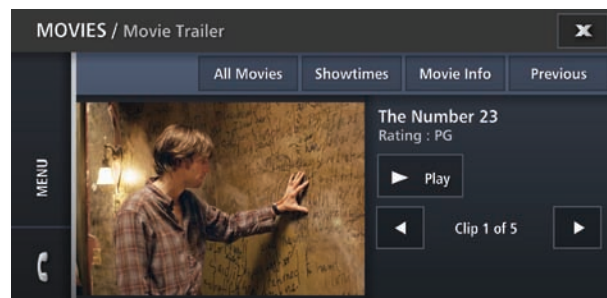 MOVIES / Movie Trailer
All Movies Showtimes Movie Info Previous
The Number 23
Rating : PG
MENU
Play
Clip 1 of 5